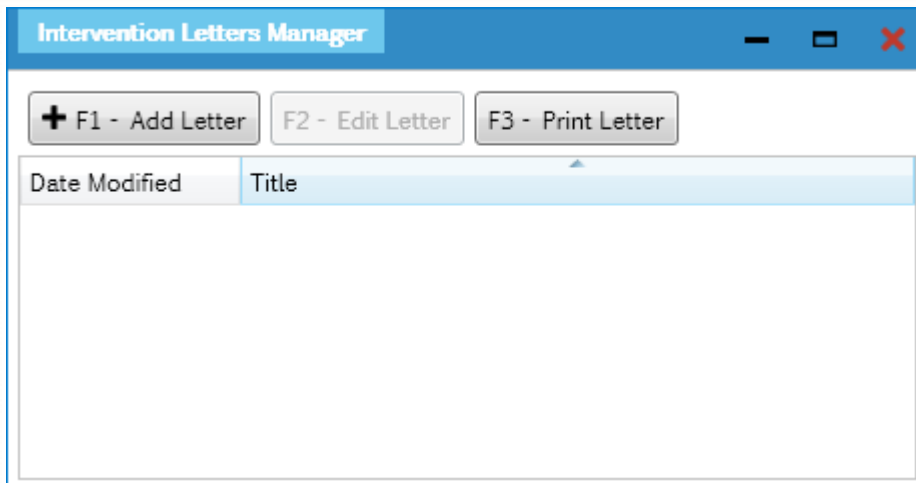 Intervention Letters Manager
F1 - Add Letter F2 - Edit Letter F3 - Print Letter
Date Modified Title